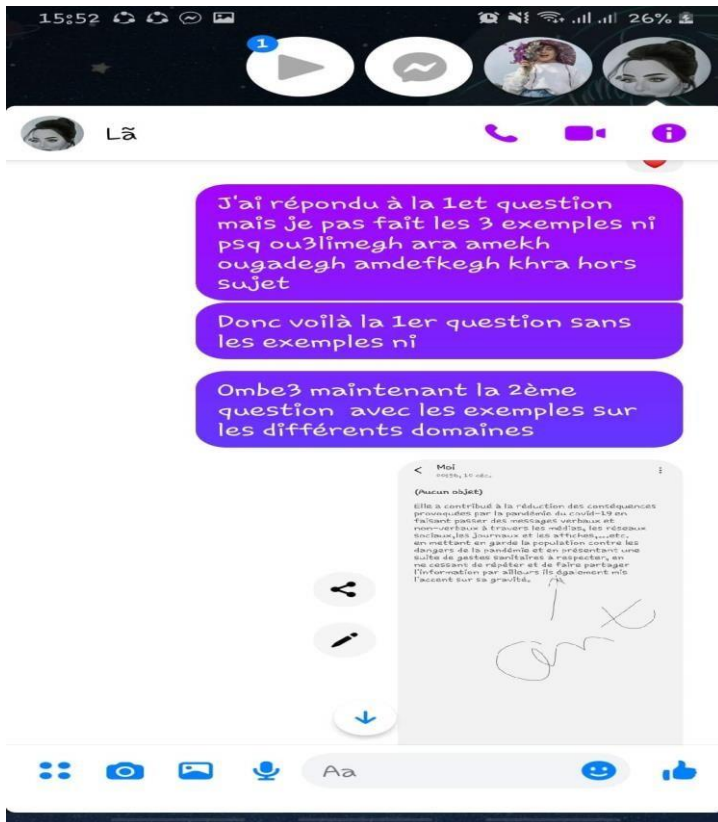 15:52
26%
1
Lã
J'ai répondu à la 1et question
mais je pas fait les 3 exemples ni
psq ou3limegh ara amekh
ougadegh amdefkegh khra hors
sujet
Donc voilà la 1er question sans
les exemples ni
Ombe3 maintenant la 2ème
question avec les exemples sur
les différents domaines
Moi
(Aucun objet)
Elle a contribué à la réduction des conséquences
provoquées par la pandémie du covid-19 en
faisant passer des messages verbaux et
non-verbaux à travers les médias, les réseaux
sociaux,les journaux et les affiches,....etc,
en mettant en garde la population contre les
dangers de la pandémie et en présentant une
suite de gestes sanitaires à respecter, en
ne cessant de répéter et de faire partager
l'information par ailleurs ils également mis
l'accent sur sa gravité.
ont
Aa